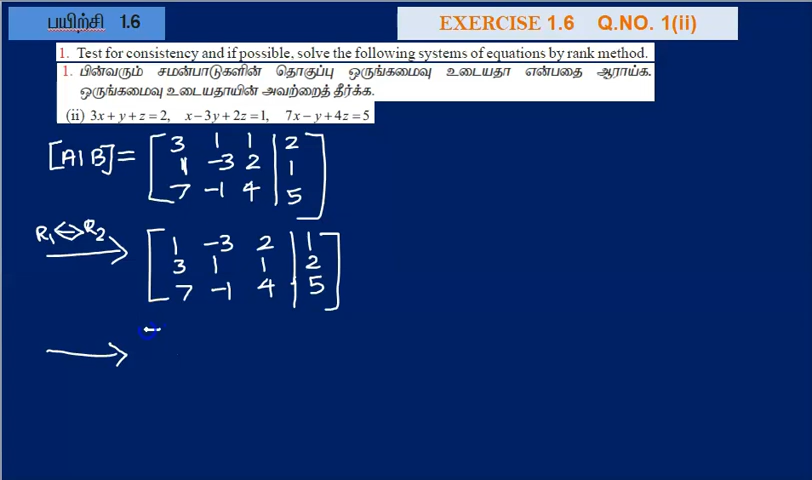 பயிற்சி 1.6
EXERCISE 1.6 Q.NO. 1(ii)
1. Test for consistency and if possible, solve the following systems of equations by rank method.
1. பின்வரும் சமன்பாடுகளின் தொகுப்பு ஒருங்கமைவு உடையதா என்பதை ஆராய்க.
ஒருங்கமைவு உடையதாயின் அவற்றைத் தீர்க்க.
(ii) 3x + y + z = 2, x − 3y + 2z = 1, 7x − y + 4z = 5
[A|B] = [ 3 1 1 | 2
1 -3 2 | 1
7 -1 4 | 5 ]
R₁↔R₂ → [ 1 -3 2 | 1
3 1 1 | 2
7 -1 4 | 5 ]
→